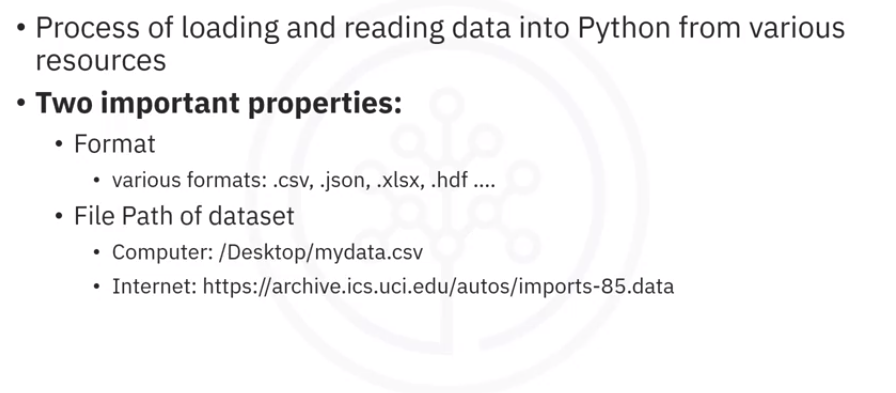 • Process of loading and reading data into Python from various
resources
• Two important properties:
• Format
• various formats: .csv, .json, .xlsx, .hdf ....
• File Path of dataset
• Computer: /Desktop/mydata.csv
• Internet: https://archive.ics.uci.edu/autos/imports-85.data